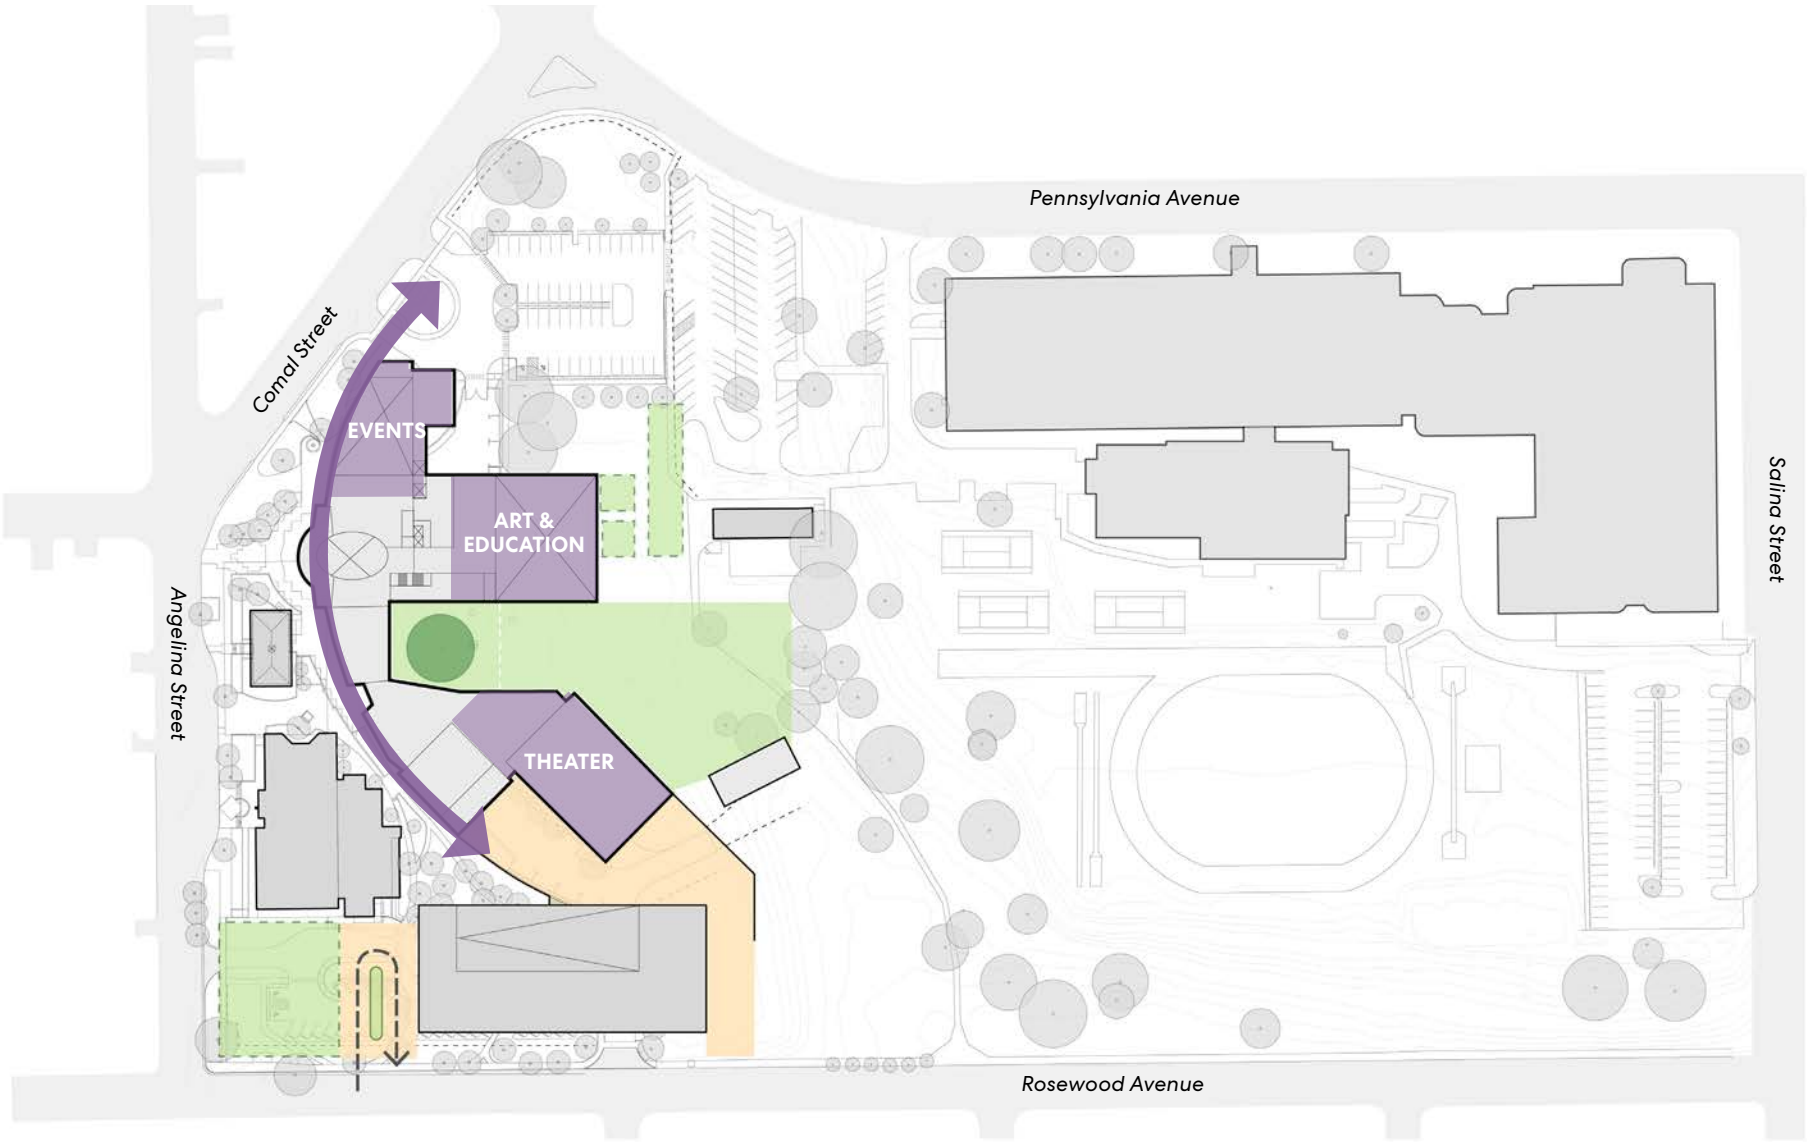 Pennsylvania Avenue
Comal Street
EVENTS
Salina Street
ART &
EDUCATION
Angelina Street
THEATER
Rosewood Avenue